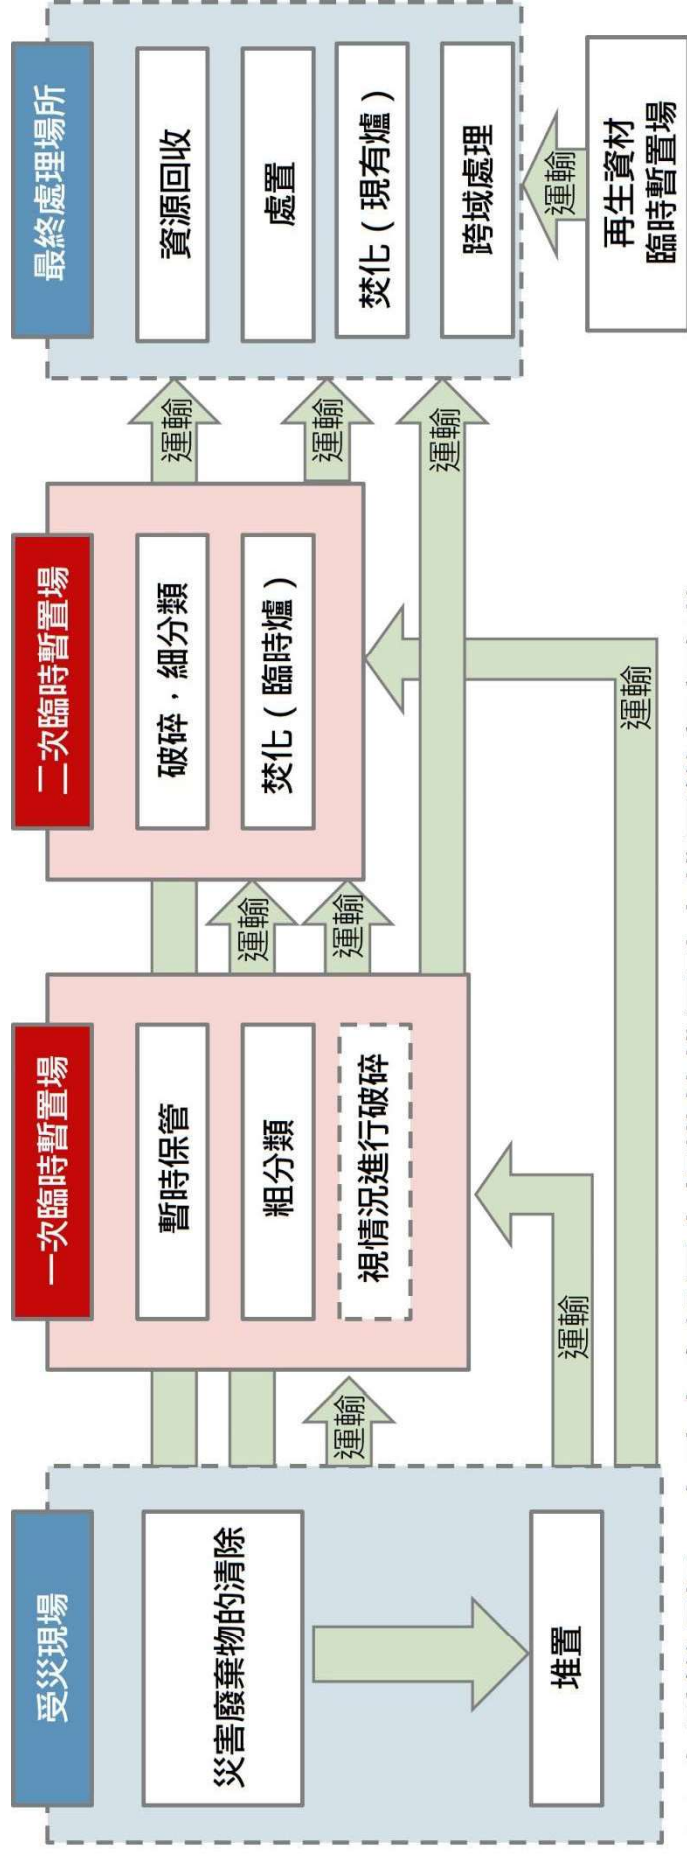 受災現場
災害廢棄物的清除
堆置
運輸
運輸
運輸
一次臨時暫置場
暫時保管
粗分類
視情況進行破碎
運輸
運輸
二次臨時暫置場
破碎，細分類
焚化（臨時爐）
運輸
運輸
運輸
最終處理場所
資源回收
處置
焚化（現有爐）
跨域處理
運輸
再生資材
臨時暫置場